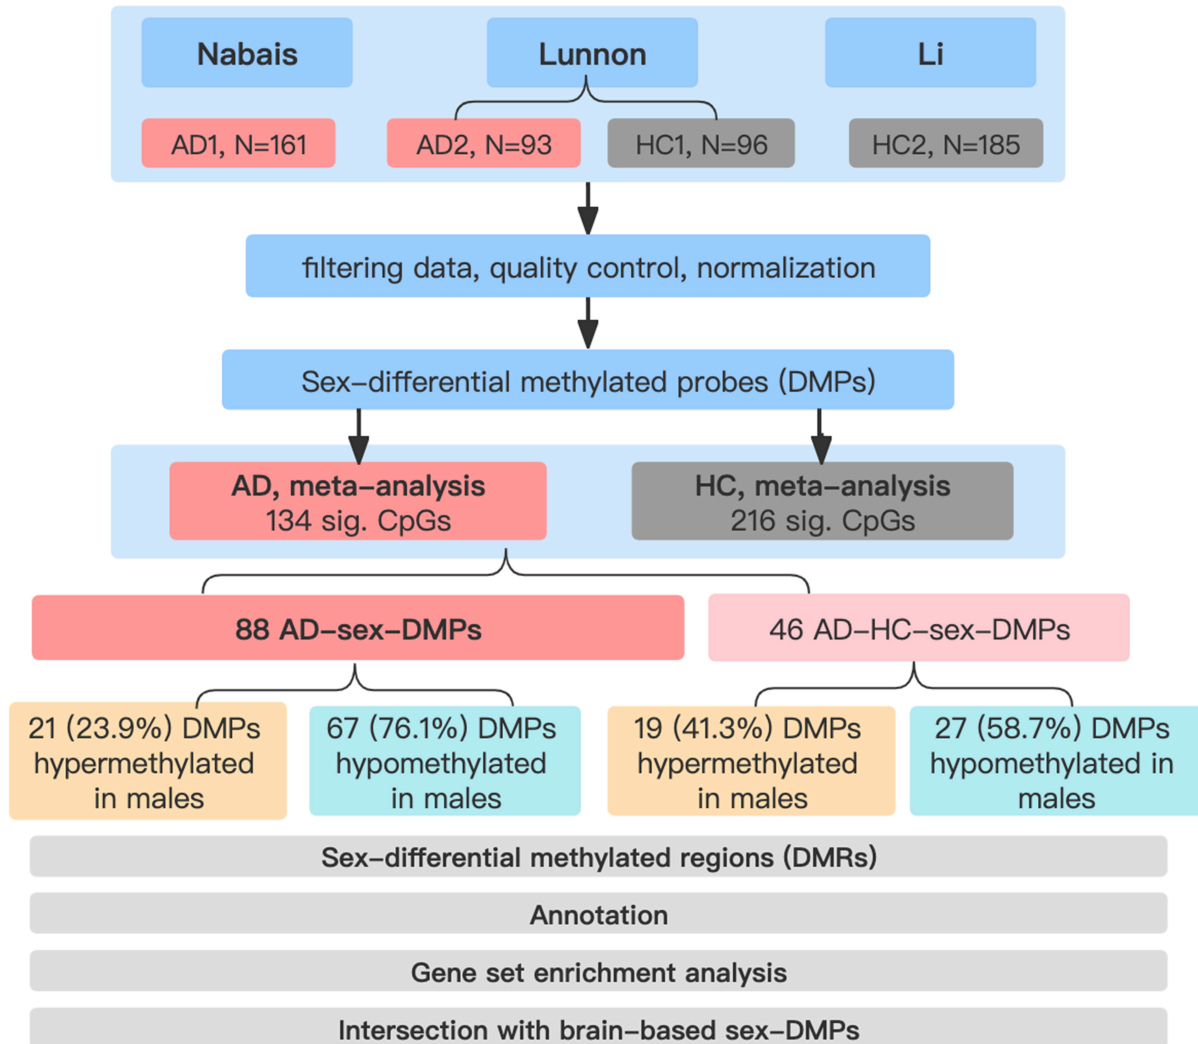 Nabais
Lunnon
Li
AD1, N=161
AD2, N=93
HC1, N=96
HC2, N=185
filtering data, quality control, normalization
Sex-differential methylated probes (DMPs)
AD, meta-analysis
134 sig. CpGs
HC, meta-analysis
216 sig. CpGs
88 AD-sex-DMPs
46 AD-HC-sex-DMPs
21 (23.9%) DMPs
hypermethylated
in males
67 (76.1%) DMPs
hypomethylated
in males
19 (41.3%) DMPs
hypermethylated
in males
27 (58.7%) DMPs
hypomethylated in
males
Sex-differential methylated regions (DMRs)
Annotation
Gene set enrichment analysis
Intersection with brain-based sex-DMPs